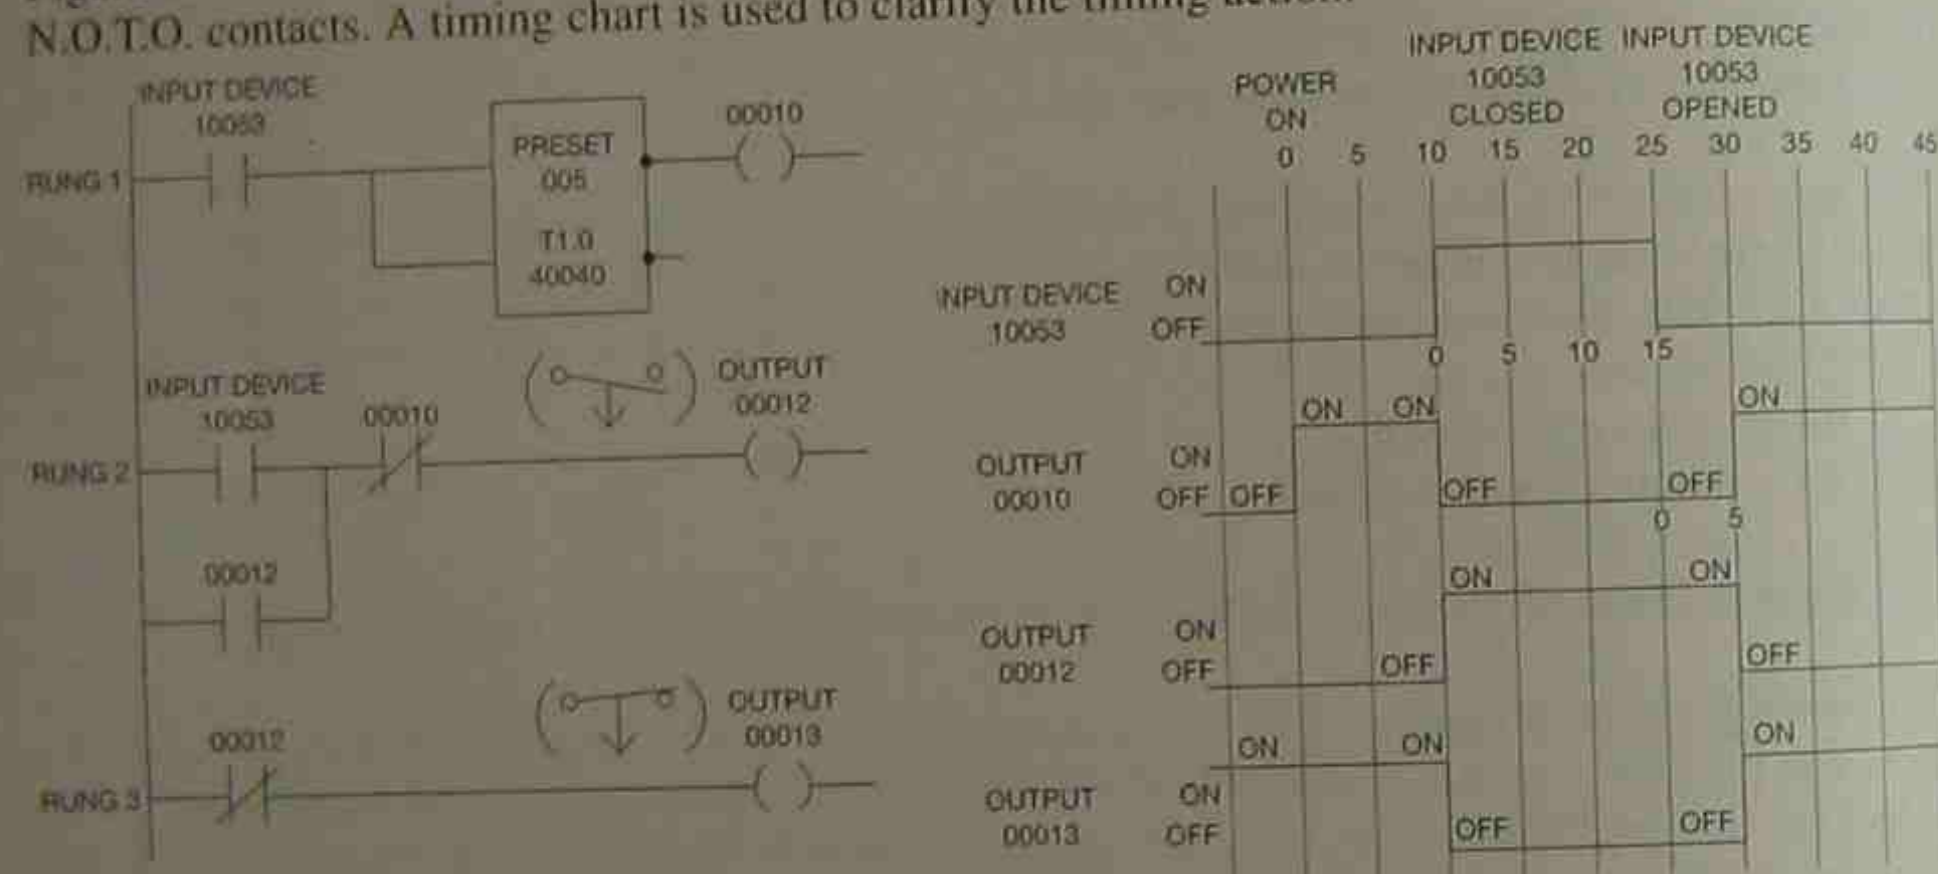 N.O.T.O. contacts. A timing chart is used to clarify the timing
INPUT DEVICE
10053
RUNG 1
PRESET
005
T1.0
40040
00010
INPUT DEVICE
10053
00010
OUTPUT
00012
RUNG 2
00012
00012
OUTPUT
00013
RUNG 3
POWER
ON
INPUT DEVICE
10053
CLOSED
INPUT DEVICE
10053
OPENED
0 5 10 15 20 25 30 35 40 45
INPUT DEVICE
10053
ON
OFF
0 5 10 15
OUTPUT
00010
ON
OFF
OFF
ON
ON
OFF
OFF
ON
0 5
OUTPUT
00012
ON
OFF
OFF
ON
ON
OFF
OUTPUT
00013
ON
OFF
ON
ON
OFF
OFF
ON